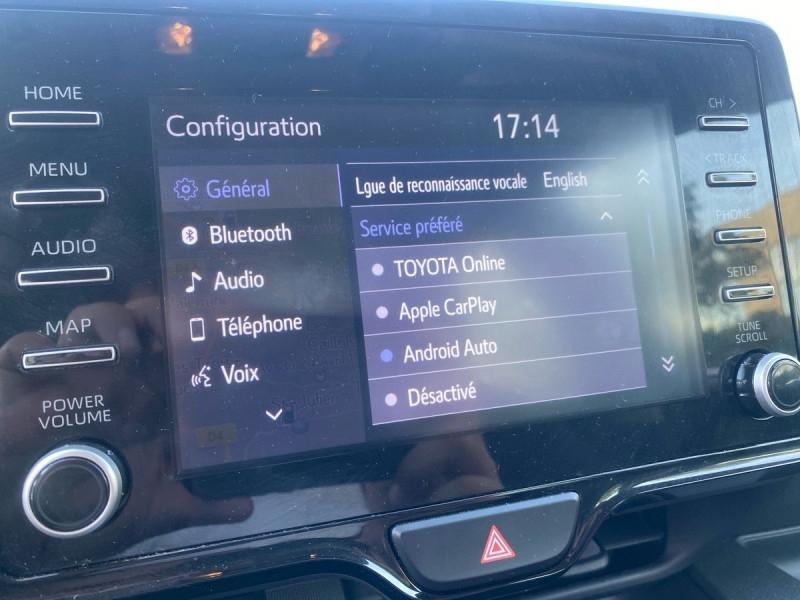 HOME
MENU
AUDIO
MAP
POWER
VOLUME
Configuration
17:14
Général
Bluetooth
Audio
Téléphone
Voix
Lgue de reconnaissance vocale English
Service préféré
TOYOTA Online
Apple CarPlay
Android Auto
Désactivé
D4
CH >
< TRACK
PHONE
SETUP
TUNE
SCROLL